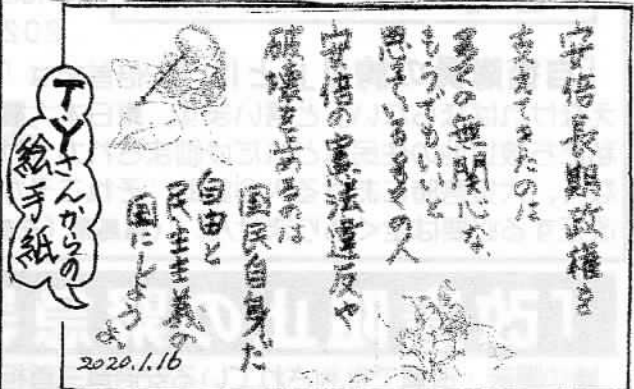 安倍長期政権を
支えてきたのは
多くの無関心な
もうでもいいと
思っている多くの人
安倍の憲法違反や
破壊を止めるのは
国民自身だ
自由と
民主主義の
国にしようよ
2020.1.16
T・Yさんからの
絵手紙